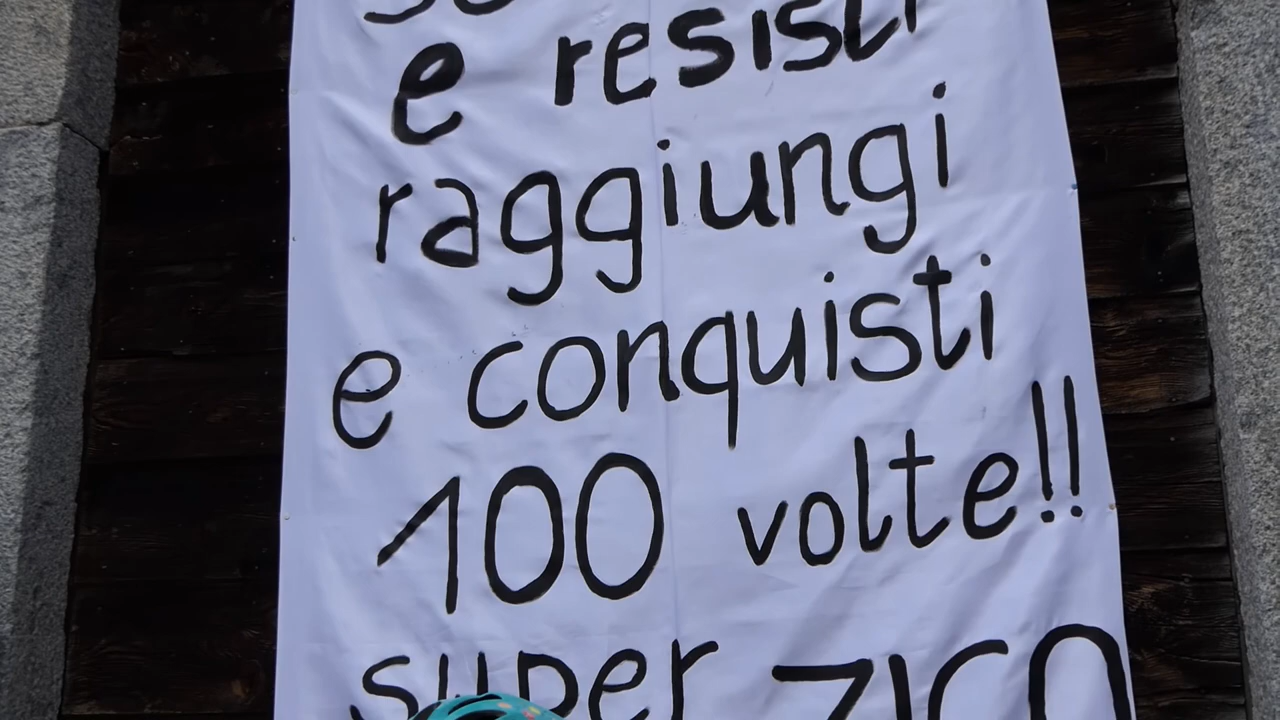 e resisti
raggiungi
e conquisti
100 volte!!
super ZICO